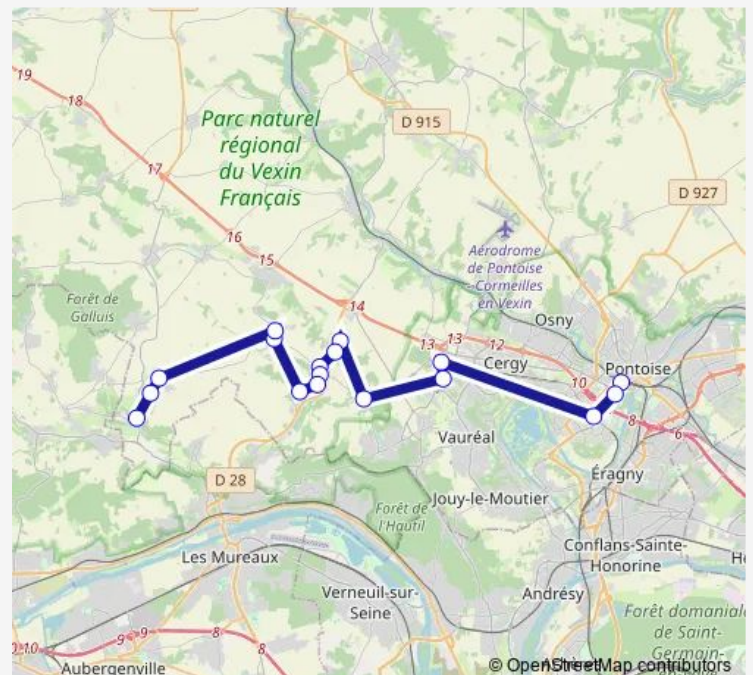 19
18
D 915
Parc naturel
régional
du Vexin
Français
17
D 927
16
15
Aérodrome
de Pontoise
- Cormeilles
en Vexin
14
Forêt de
Galluis
Osny
13
13
12
Cergy
Pontoise
10
8
6
Vauréal
Éragny
D 28
Jouy-le-Moutier
Forêt de
l'Hautil
Les Mureaux
Conflans-Sainte-
Honorine
Verneuil-sur-
Seine
Andrésy
Forêt domaniale
de Saint-
Germain-
10
9
9
8
8
Aubergenville
© OpenStreetMap contributors